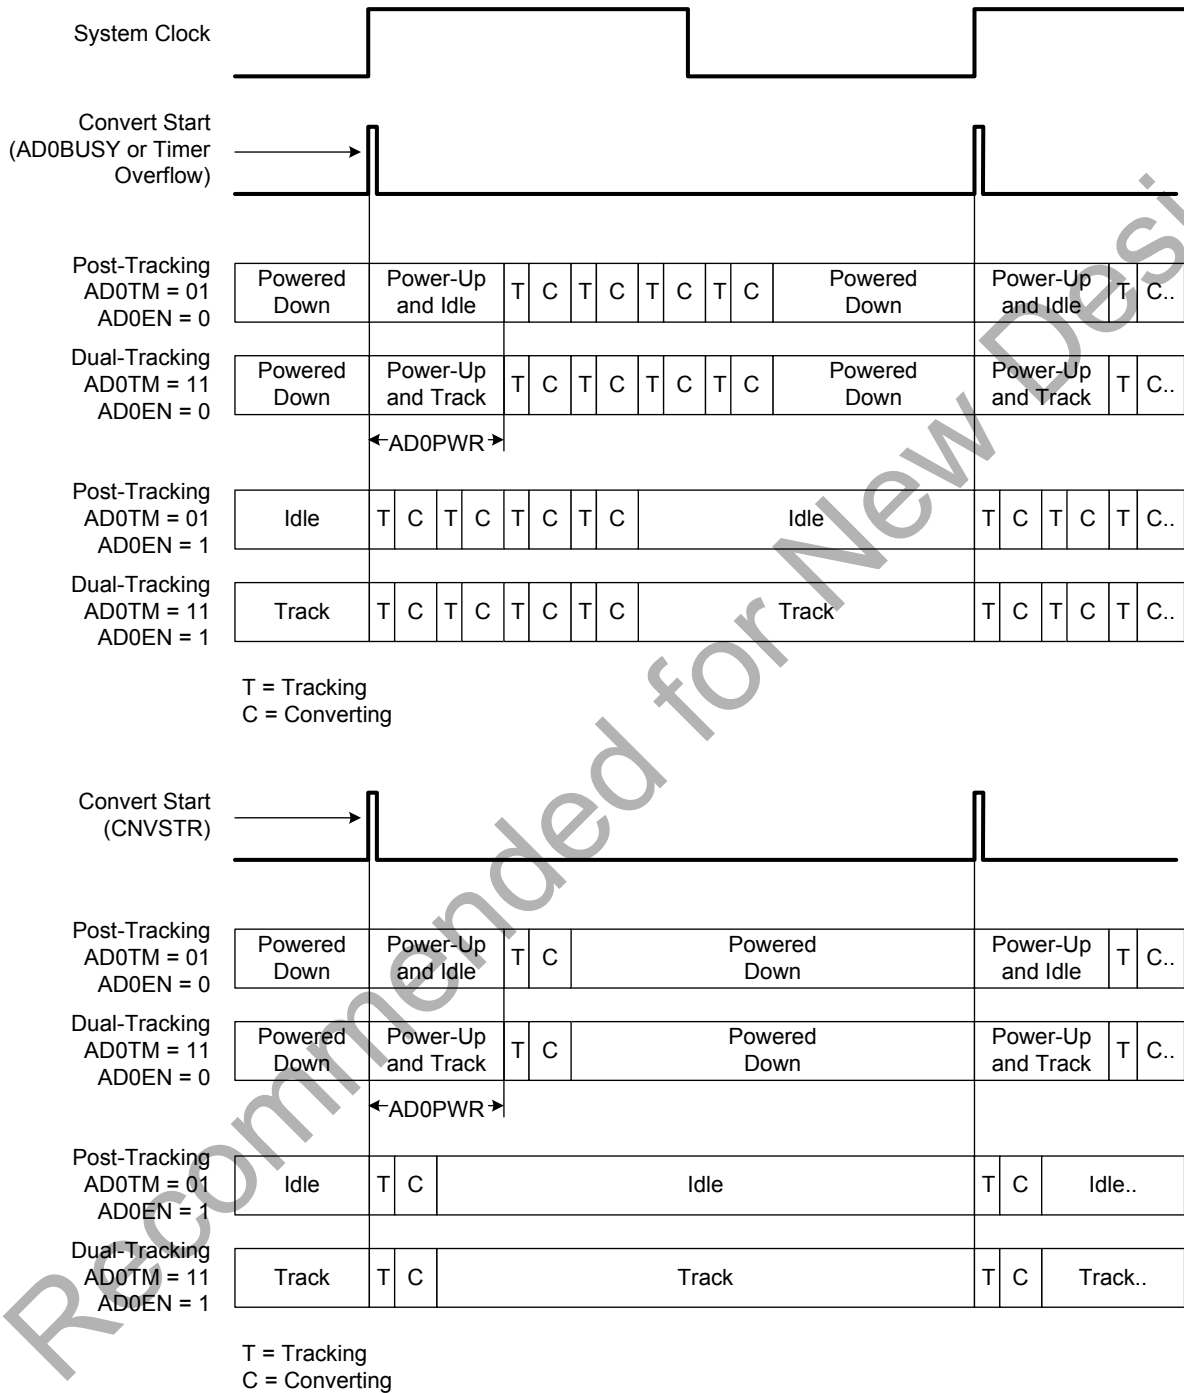 System Clock
Convert Start
(AD0BUSY or Timer
Overflow)
Post-Tracking
AD0TM = 01
AD0EN = 0
Powered
Down
Power-Up
and Idle
T C T C T C T C
Powered
Down
Power-Up
and Idle
T C..
Dual-Tracking
AD0TM = 11
AD0EN = 0
Powered
Down
Power-Up
and Track
T C T C T C T C
Powered
Down
Power-Up
and Track
T C..
AD0PWR
Post-Tracking
AD0TM = 01
AD0EN = 1
Idle T C T C T C T C Idle T C T C T C..
Dual-Tracking
AD0TM = 11
AD0EN = 1
Track T C T C T C T C Track T C T C T C..
T = Tracking
C = Converting
Convert Start
(CNVSTR)
Post-Tracking
AD0TM = 01
AD0EN = 0
Powered
Down
Power-Up
and Idle
T C
Powered
Down
Power-Up
and Idle
T C..
Dual-Tracking
AD0TM = 11
AD0EN = 0
Powered
Down
Power-Up
and Track
T C
Powered
Down
Power-Up
and Track
T C..
AD0PWR
Post-Tracking
AD0TM = 01
AD0EN = 1
Idle T C Idle T C Idle..
Dual-Tracking
AD0TM = 11
AD0EN = 1
Track T C Track T C Track..
T = Tracking
C = Converting
Recommended for New Desi